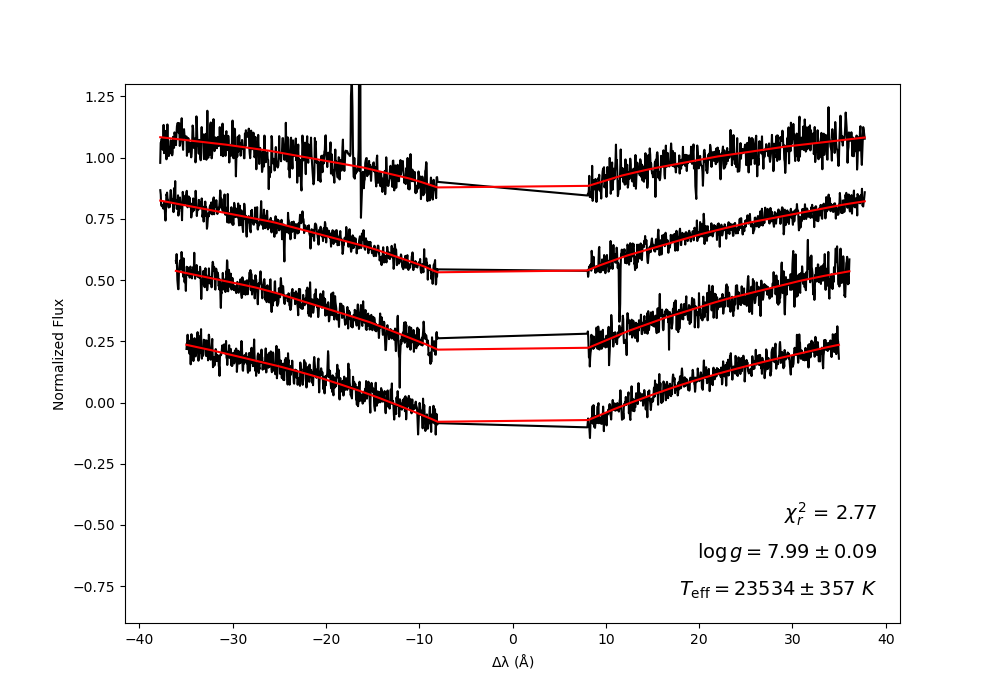 1.25
1.00
0.75
0.50
0.25
0.00
−0.25
−0.50
−0.75
Normalized Flux
χ²ᵣ = 2.77
log g = 7.99 ± 0.09
T_eff = 23534 ± 357 K
−40 −30 −20 −10 0 10 20 30 40
Δλ (Å)